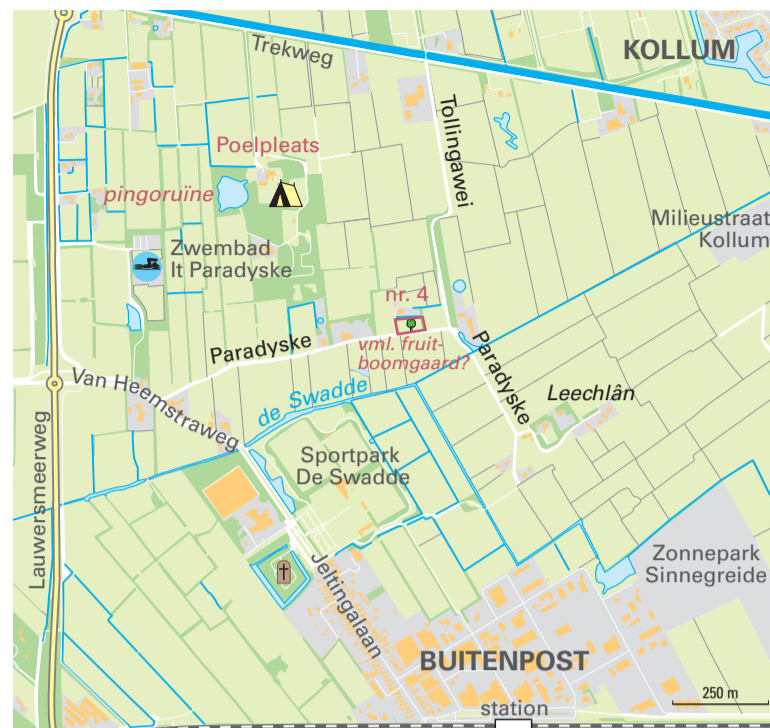 Trekweg
KOLLUM
Tollingawei
Poelpleats
pingoruïne
Milieustraat
Kollum
Zwembad
It Paradyske
nr. 4
Paradyske
vml. fruit-
boomgaard?
Paradyske
Van Heemstraweg
de Swadde
Leechlân
Lauwersmeerweg
Sportpark
De Swadde
Zonnepark
Sinnegreide
Jeltingalaan
BUITENPOST
250 m
station